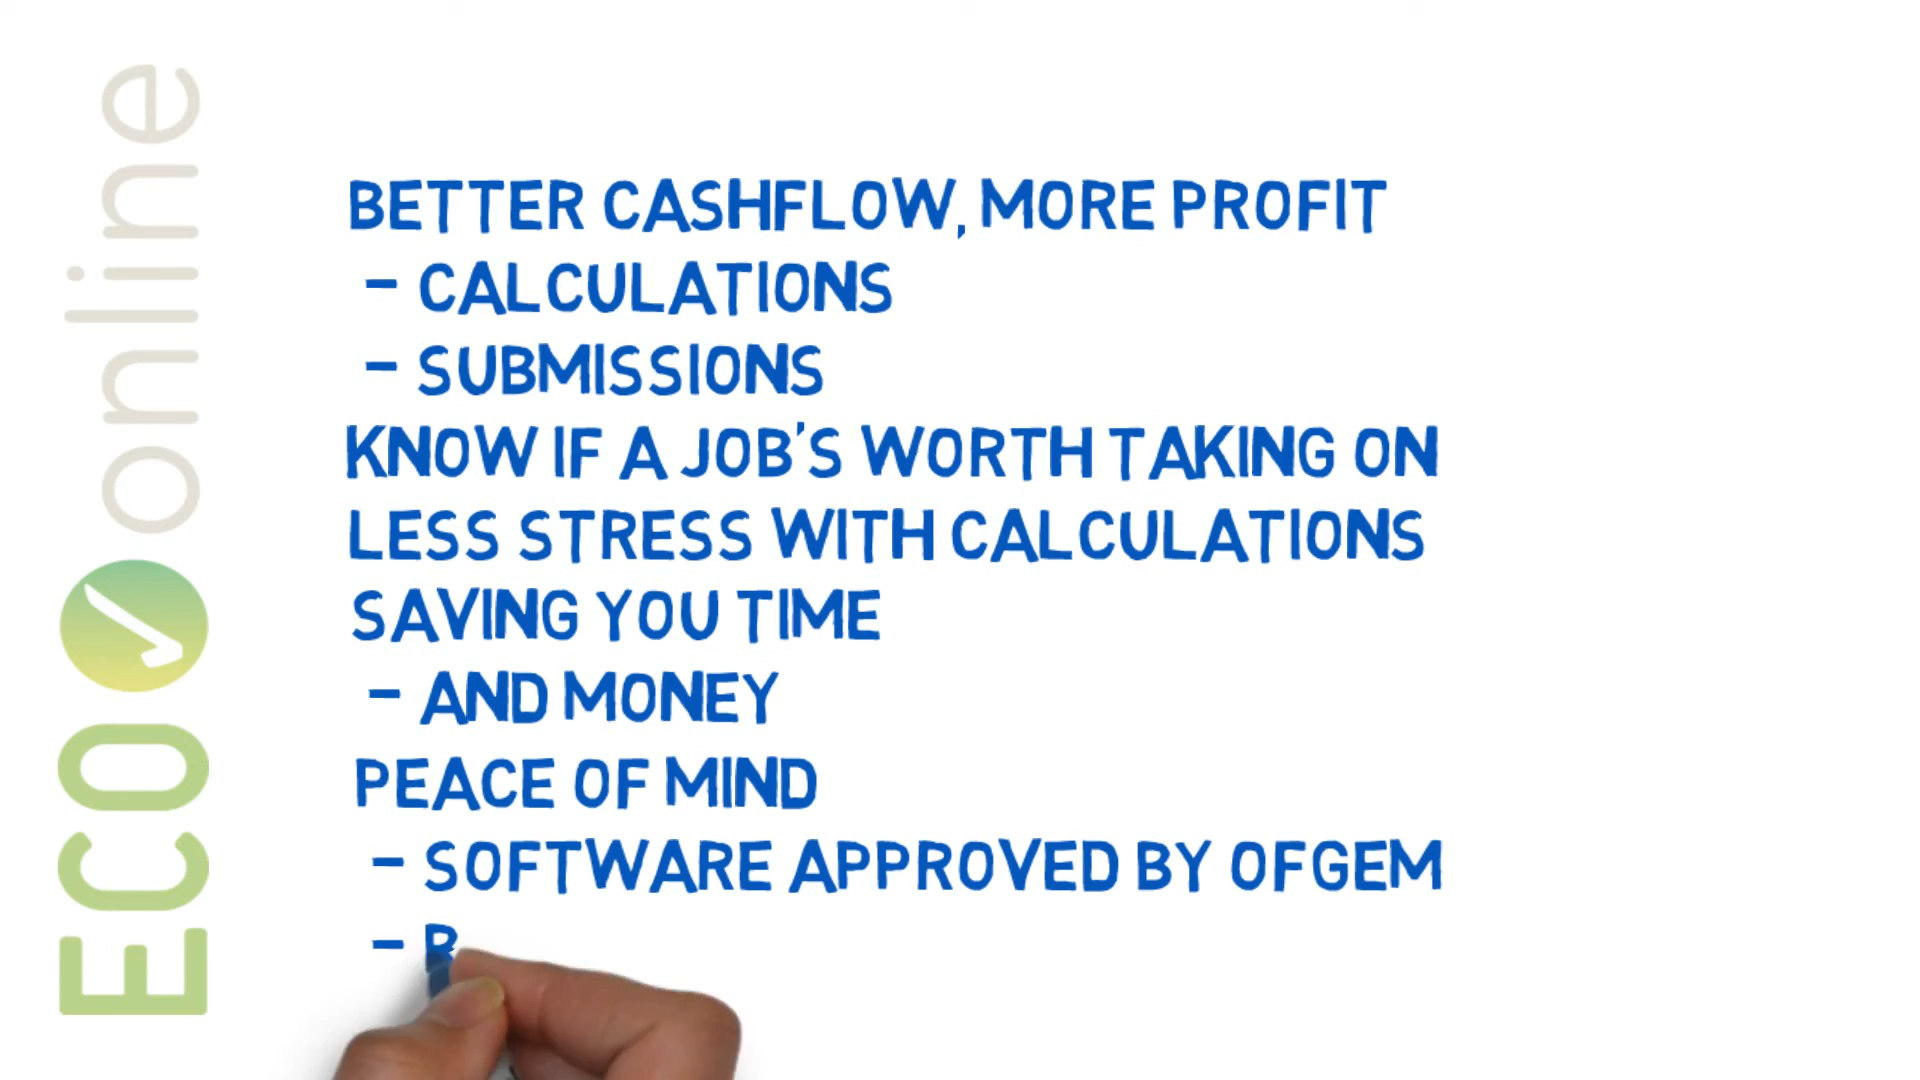 ECO online
BETTER CASHFLOW, MORE PROFIT
- CALCULATIONS
- SUBMISSIONS
KNOW IF A JOB'S WORTH TAKING ON
LESS STRESS WITH CALCULATIONS
SAVING YOU TIME
- AND MONEY
PEACE OF MIND
- SOFTWARE APPROVED BY OFGEM
-